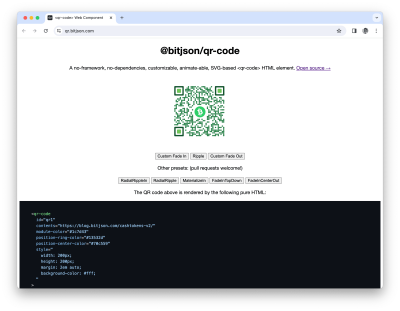 <qr-code> Web Component
qr.bitjson.com
@bitjson/qr-code
A no-framework, no-dependencies, customizable, animate-able, SVG-based <qr-code> HTML element. Open source →
Custom Fade In Ripple Custom Fade Out
Other presets: (pull requests welcome!)
RadialRippleIn RadialRipple MaterializeIn FadeInTopDown FadeInCenterOut
The QR code above is rendered by the following pure HTML:
<qr-code
id="qr1"
contents="https://blog.bitjson.com/cashtokens-v2/"
module-color="#1c7d43"
position-ring-color="#13532d"
position-center-color="#70c559"
style="
width: 200px;
height: 200px;
margin: 2em auto;
background-color: #fff;
"
>